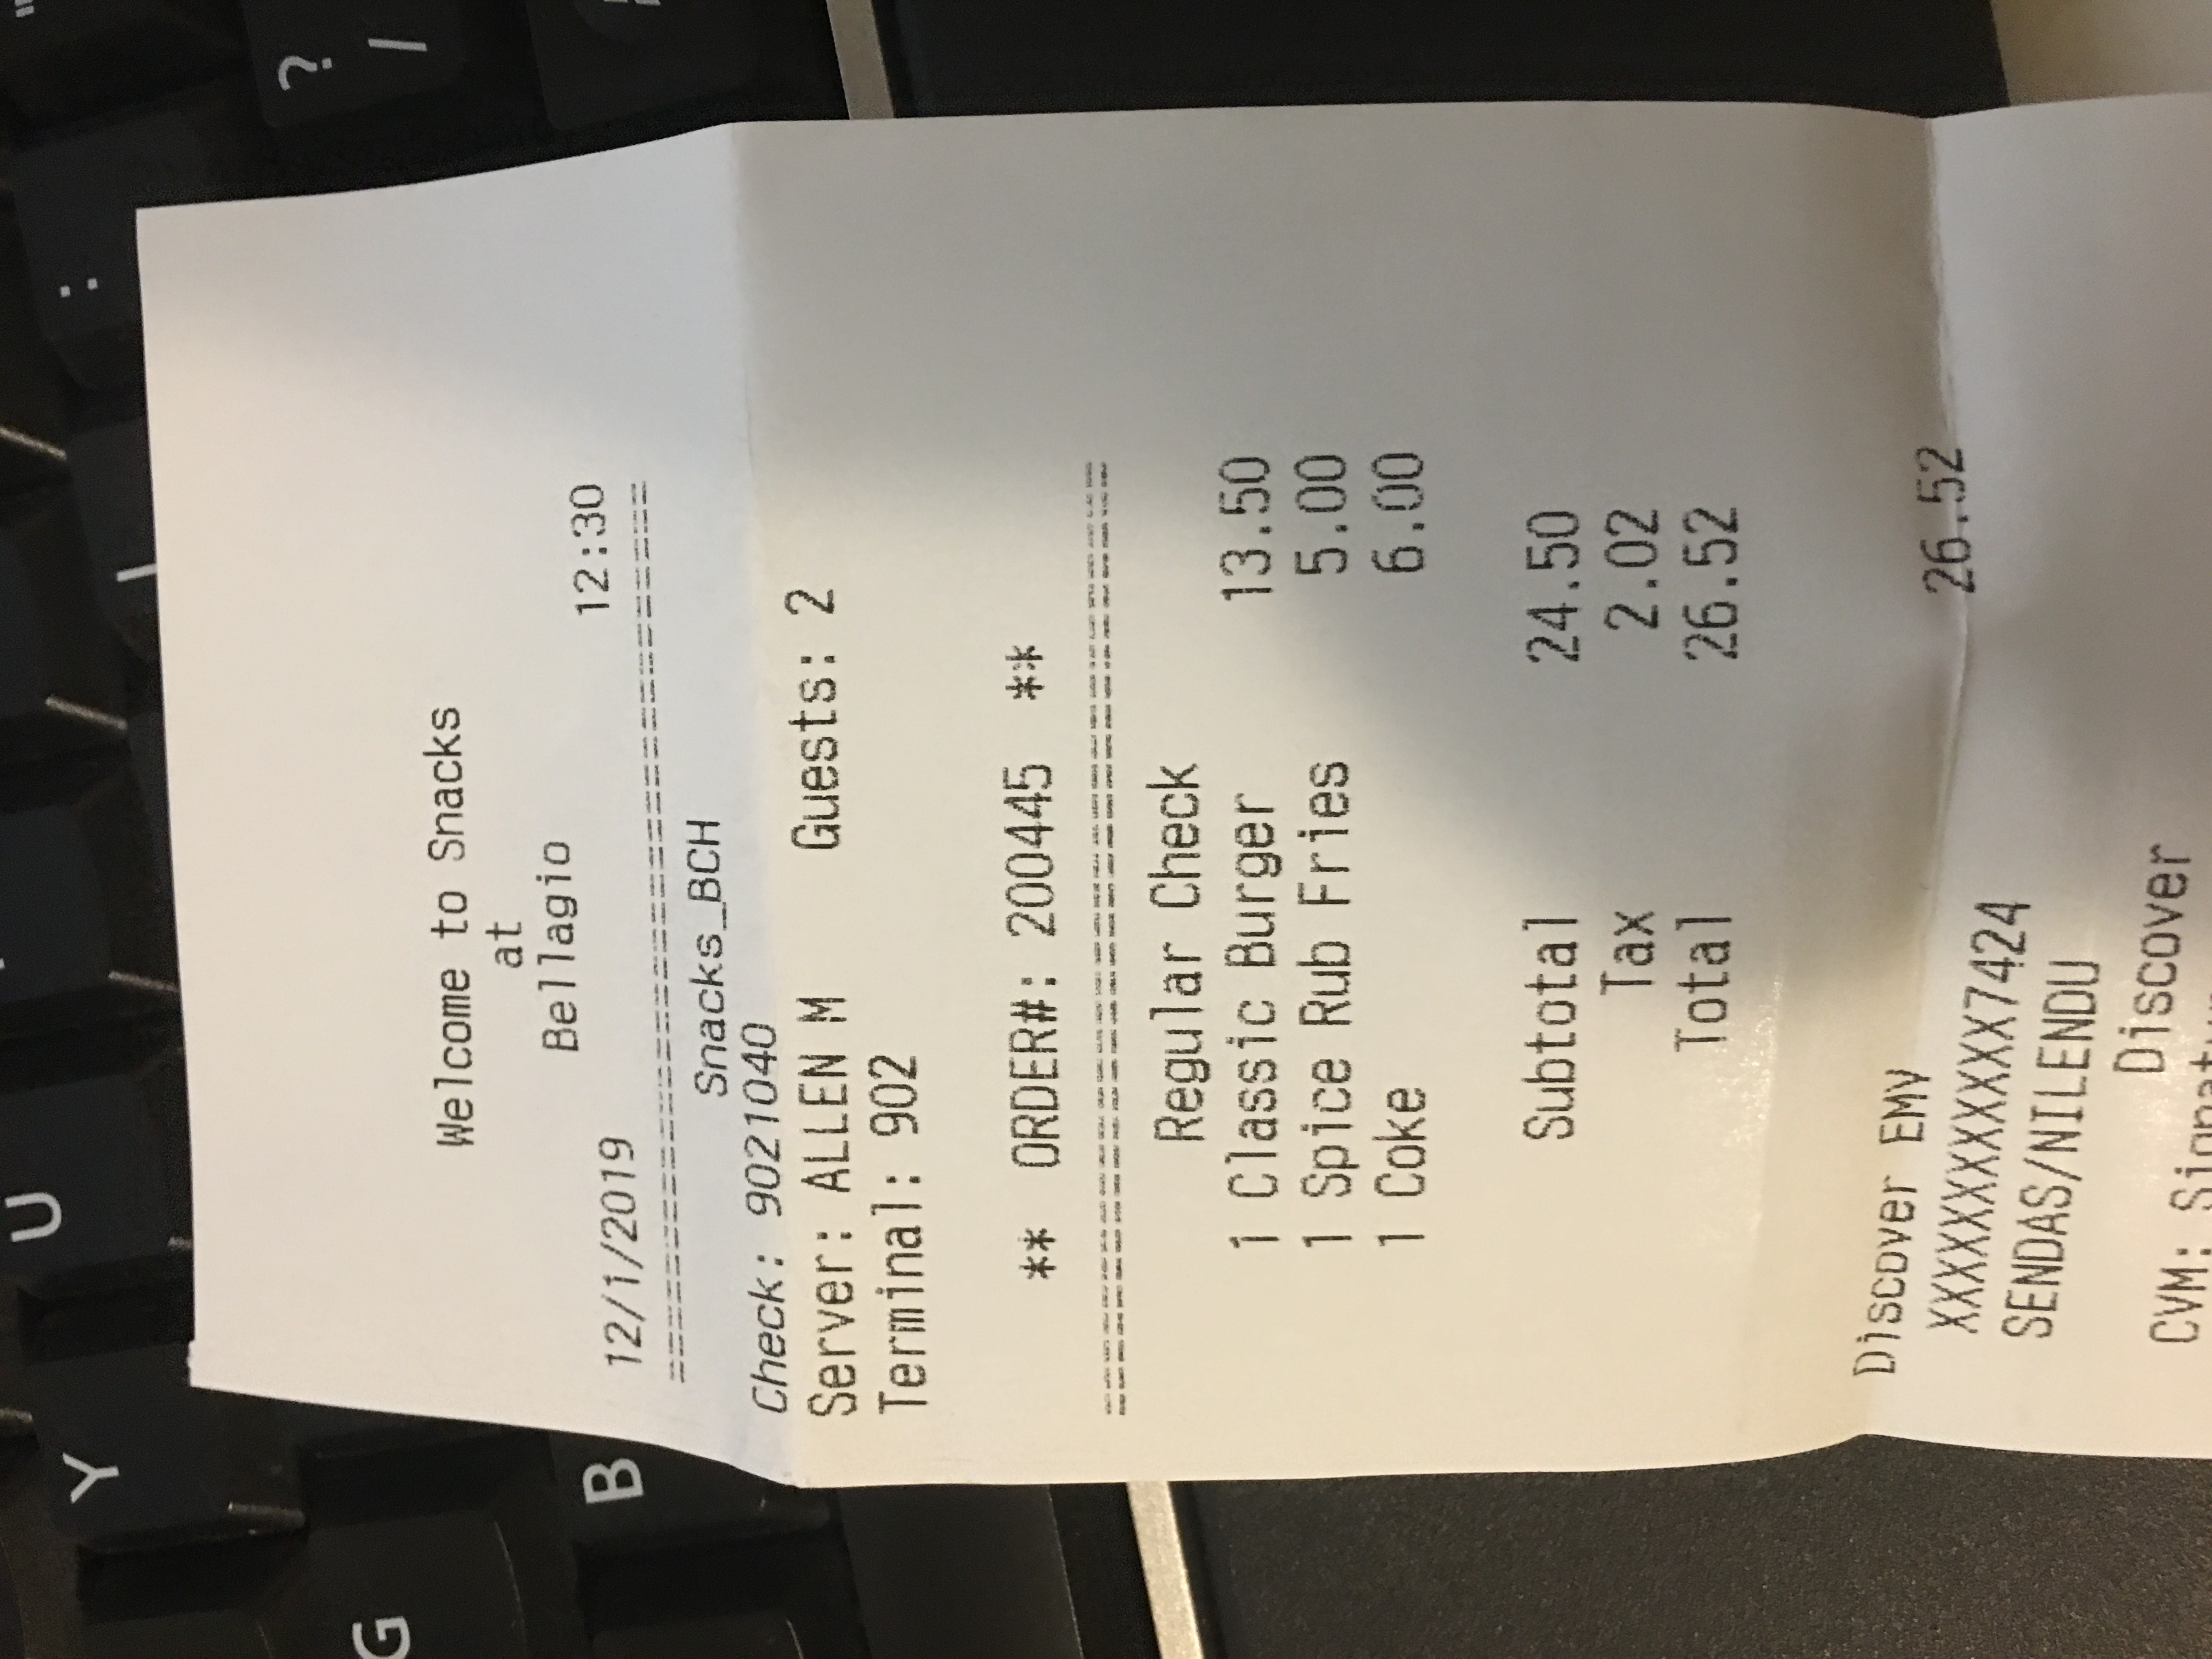 Y
U
:
"
L
?
/
G
B
Welcome to Snacks
at
Bellagio
12/1/2019 12:30
Snacks_BCH
Check: 9021040
Server: ALLEN M Guests: 2
Terminal: 902
** ORDER#: 200445 **
Regular Check
1 Classic Burger 13.50
1 Spice Rub Fries 5.00
1 Coke 6.00
Subtotal 24.50
Tax 2.02
Total 26.52
Discover EMV 26.52
XXXXXXXXXXXX7424
SENDAS/NILENDU
Discover
CVM: